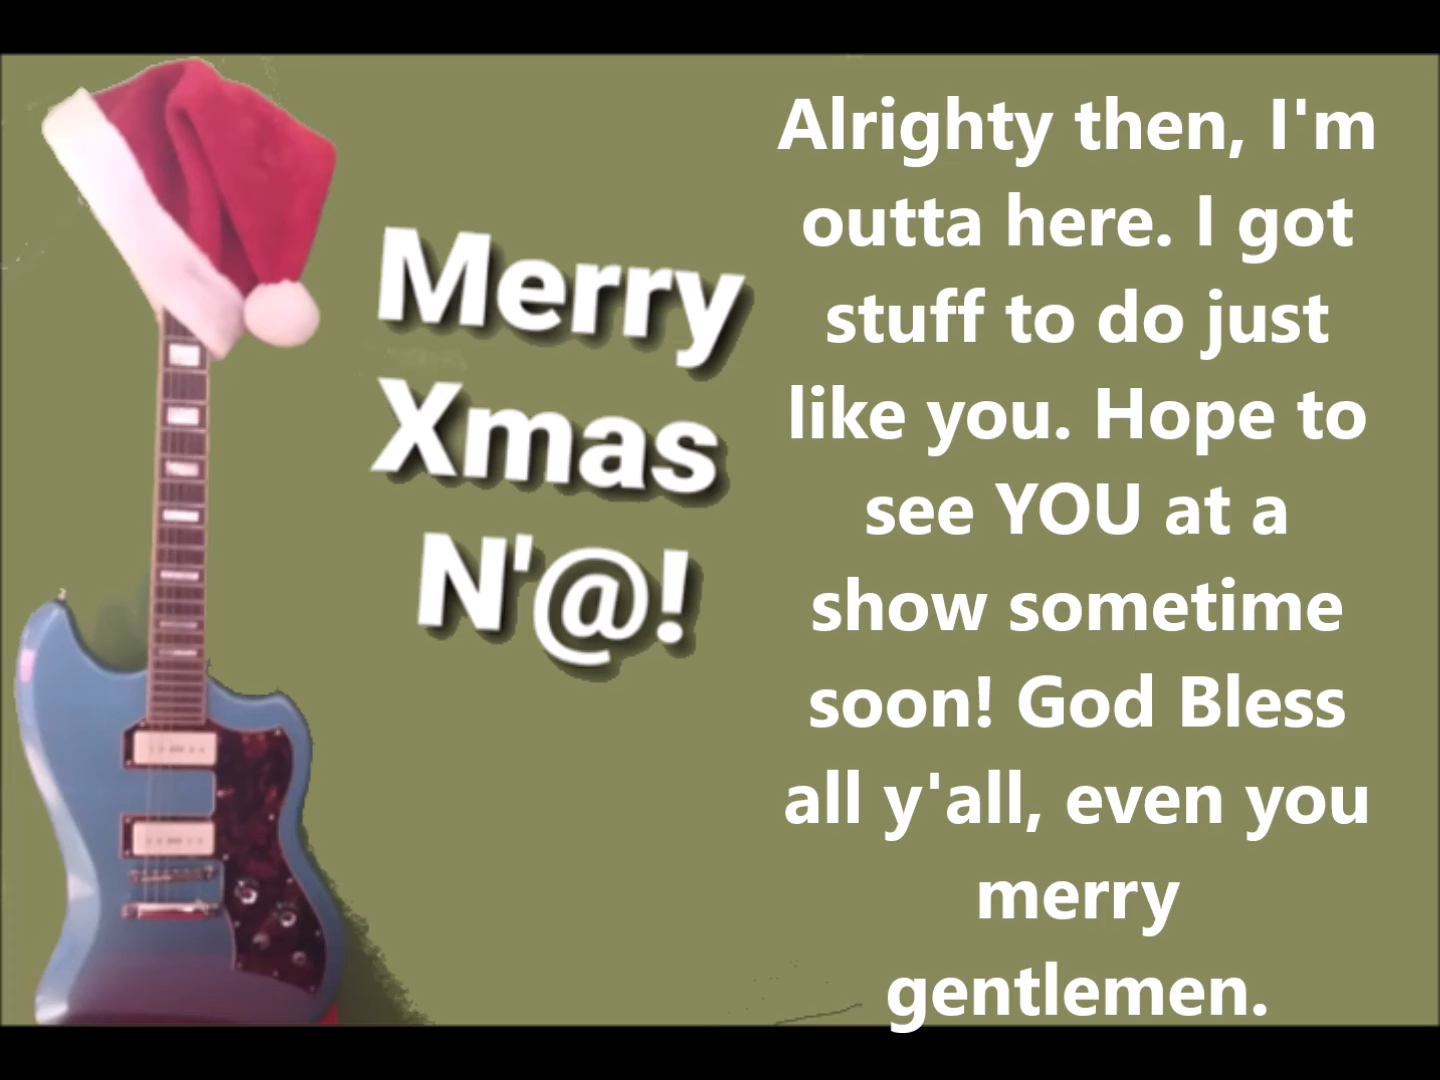 Merry
Xmas
N'@!
Alrighty then, I'm
outta here. I got
stuff to do just
like you. Hope to
see YOU at a
show sometime
soon! God Bless
all y'all, even you
merry
gentlemen.